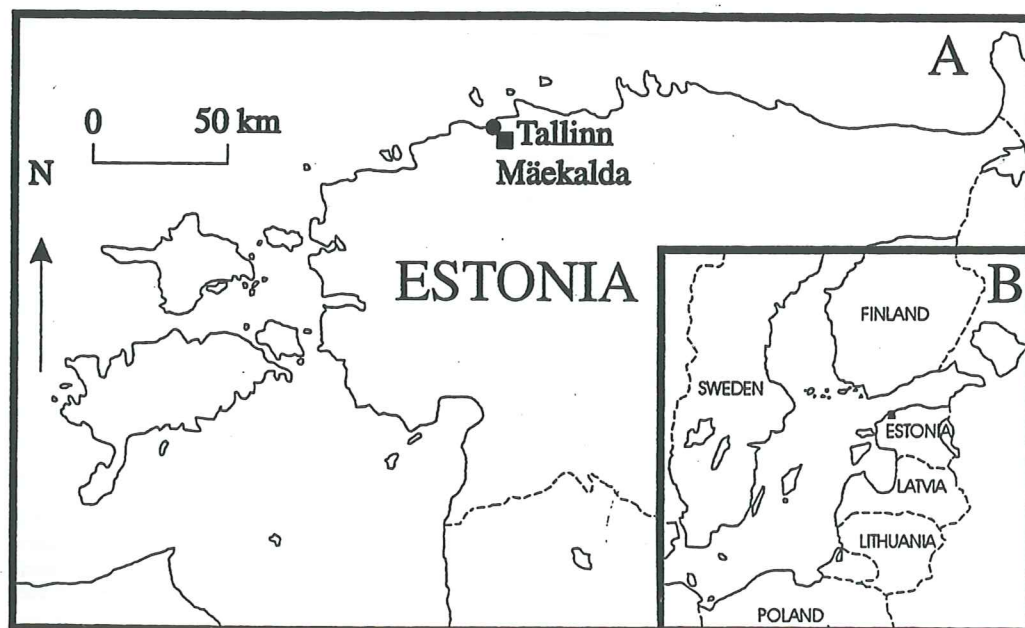 A
0 50 km
N
Tallinn
Mäekalda
ESTONIA
B
FINLAND
SWEDEN
ESTONIA
LATVIA
LITHUANIA
POLAND